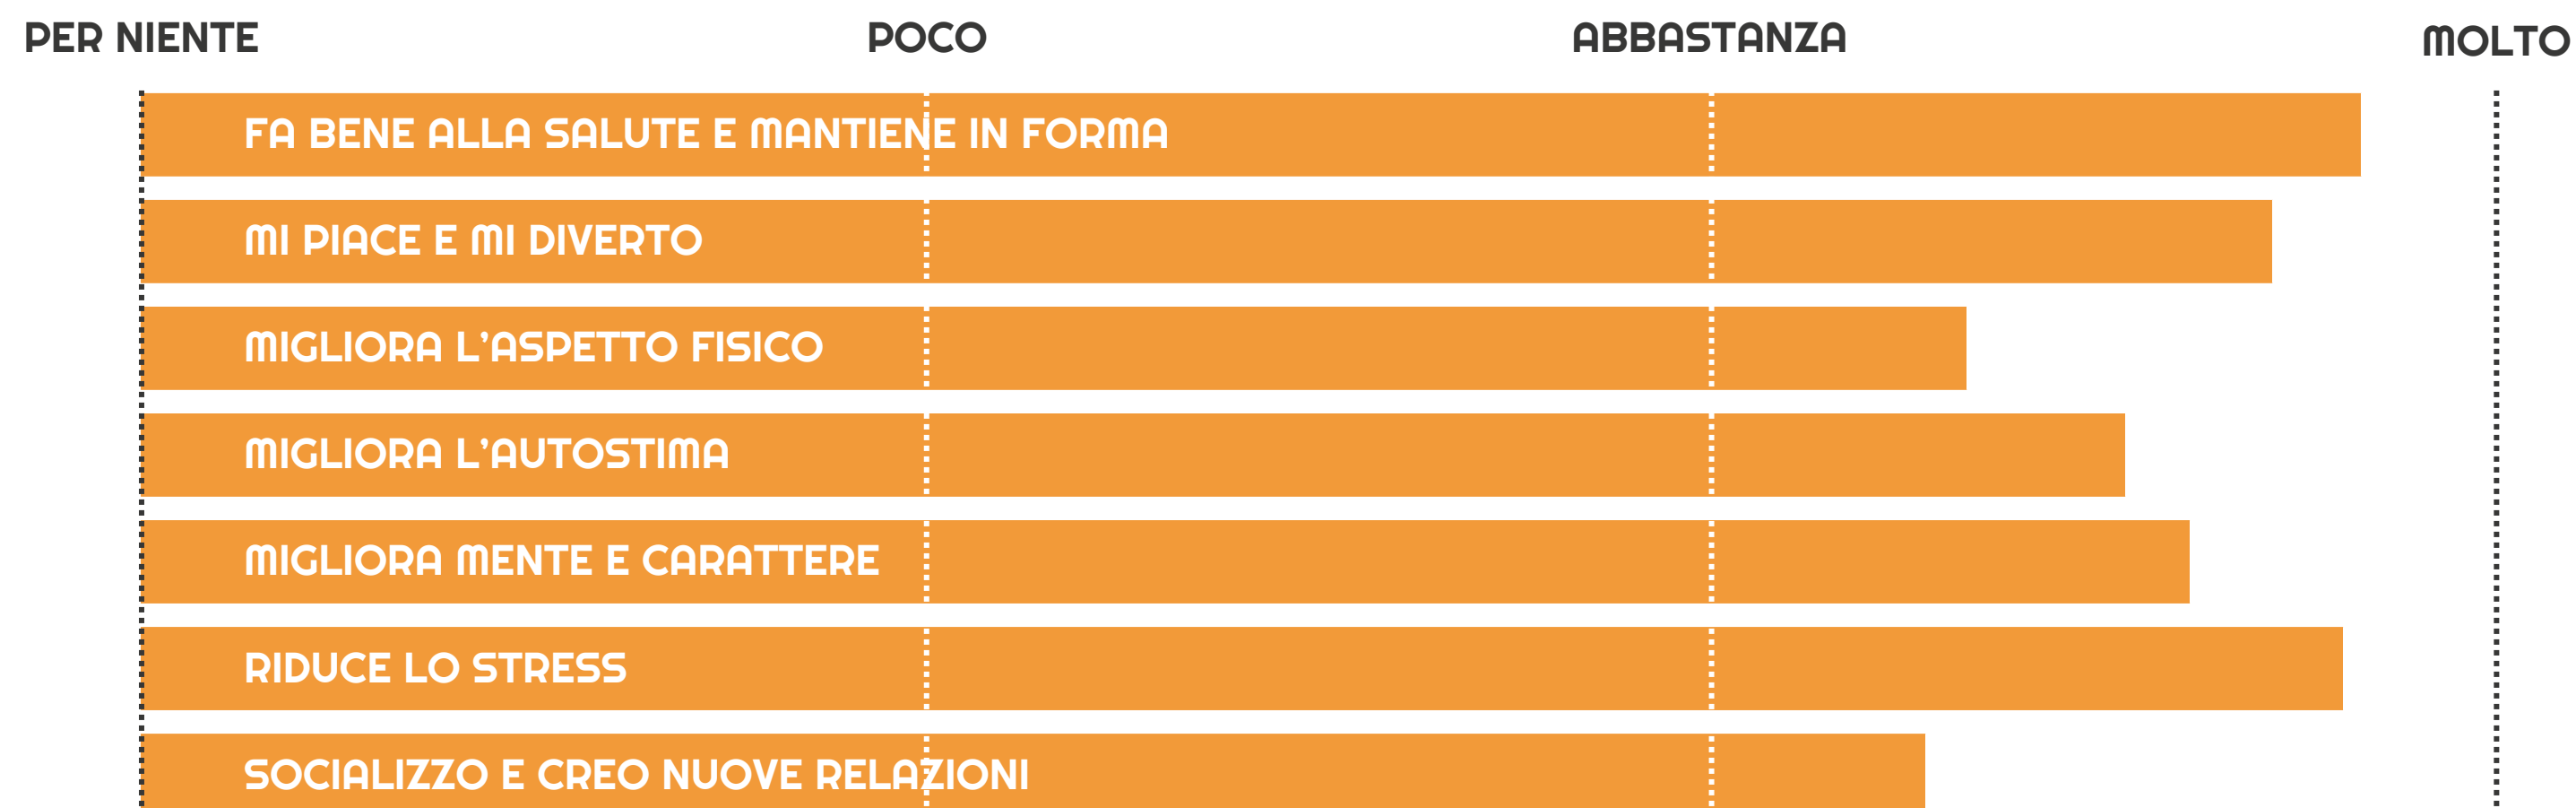 PER NIENTE POCO ABBASTANZA MOLTO
FA BENE ALLA SALUTE E MANTIENE IN FORMA
MI PIACE E MI DIVERTO
MIGLIORA L’ASPETTO FISICO
MIGLIORA L’AUTOSTIMA
MIGLIORA MENTE E CARATTERE
RIDUCE LO STRESS
SOCIALIZZO E CREO NUOVE RELAZIONI